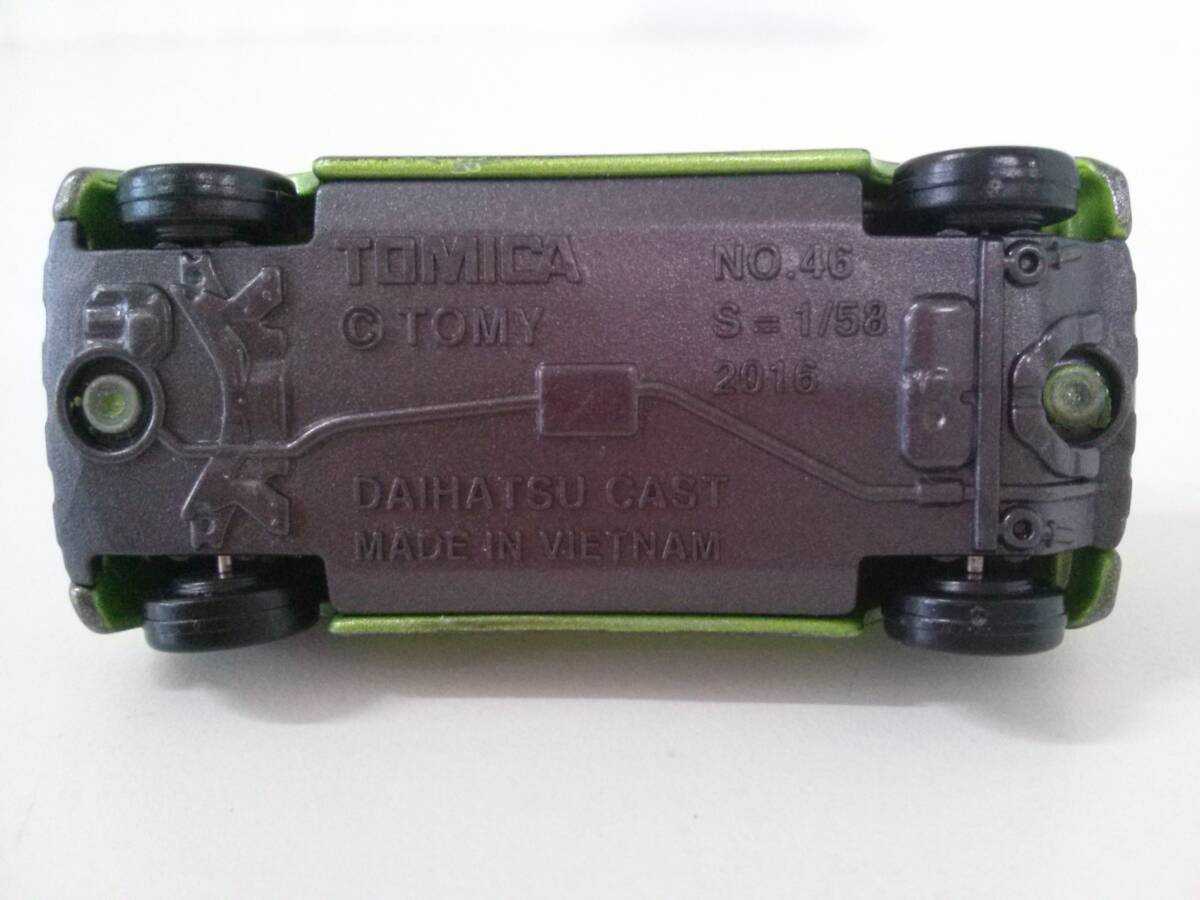 TOMICA
© TOMY
NO.46
S = 1/58
2016
DAIHATSU CAST
MADE IN VIETNAM